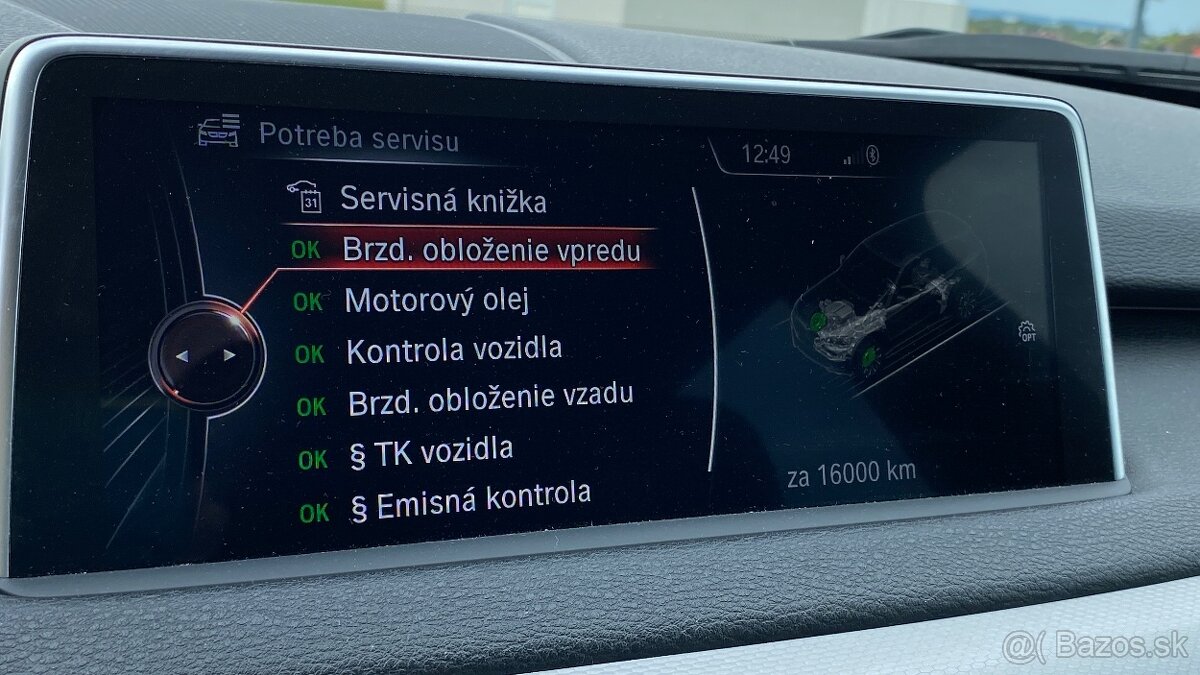 Potreba servisu
12:49
31 Servisná knižka
OK Brzd. obloženie vpredu
OK Motorový olej
OK Kontrola vozidla
OK Brzd. obloženie vzadu
OK § TK vozidla
OK § Emisná kontrola
OPT
za 16000 km
@( Bazos.sk